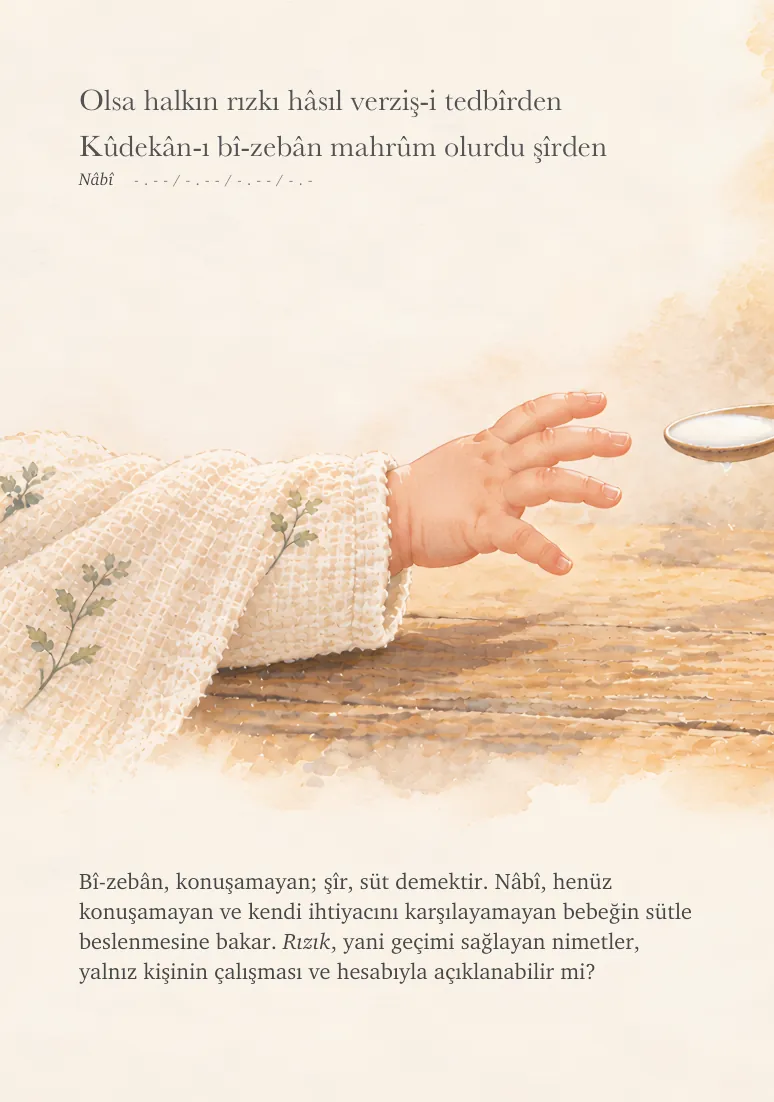 Olsa halkın rızkı hâsıl verziş-i tedbîrden
Kûdekân-ı bî-zebân mahrûm olurdu şîrden
Nâbî - . - - / - . - - / - . - - / - . -
Bî-zebân, konuşamayan; şîr, süt demektir. Nâbî, henüz
konuşamayan ve kendi ihtiyacını karşılayamayan bebeğin sütle
beslenmesine bakar. Rızık, yani geçimi sağlayan nimetler,
yalnız kişinin çalışması ve hesabıyla açıklanabilir mi?